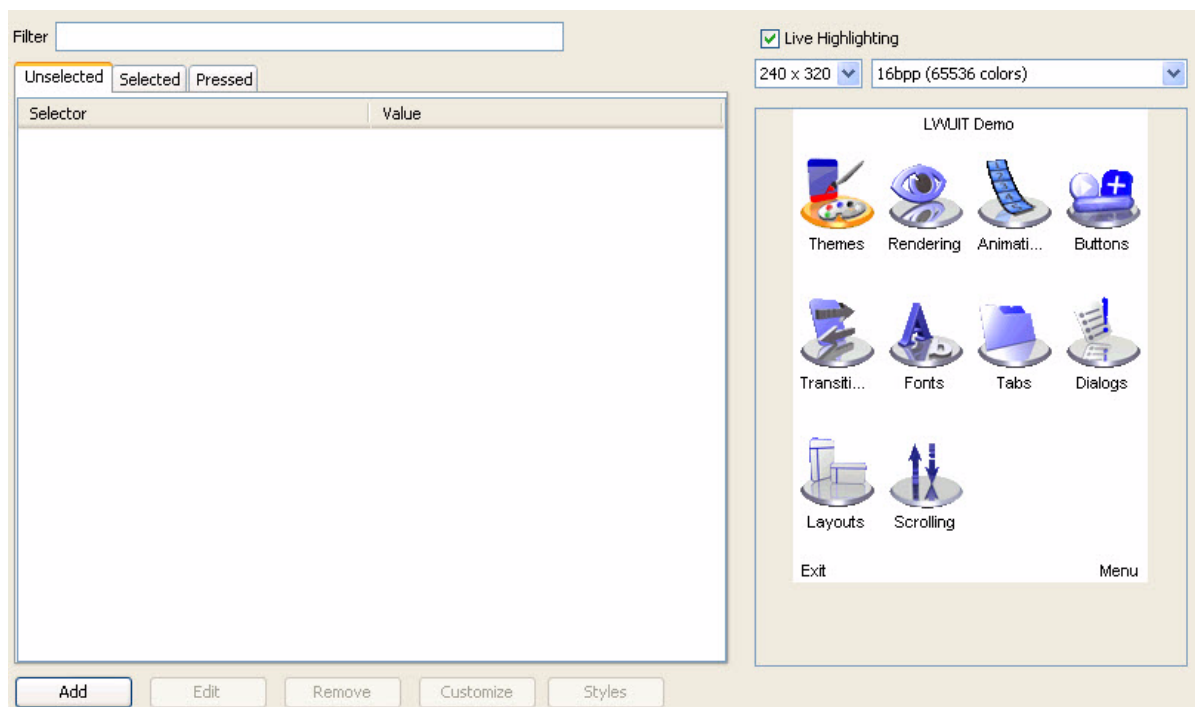 Filter
Live Highlighting
Unselected Selected Pressed
240 x 320 16bpp (65536 colors)
Selector Value
LWUIT Demo
Themes Rendering Animati... Buttons
Transiti... Fonts Tabs Dialogs
Layouts Scrolling
Exit Menu
Add Edit Remove Customize Styles